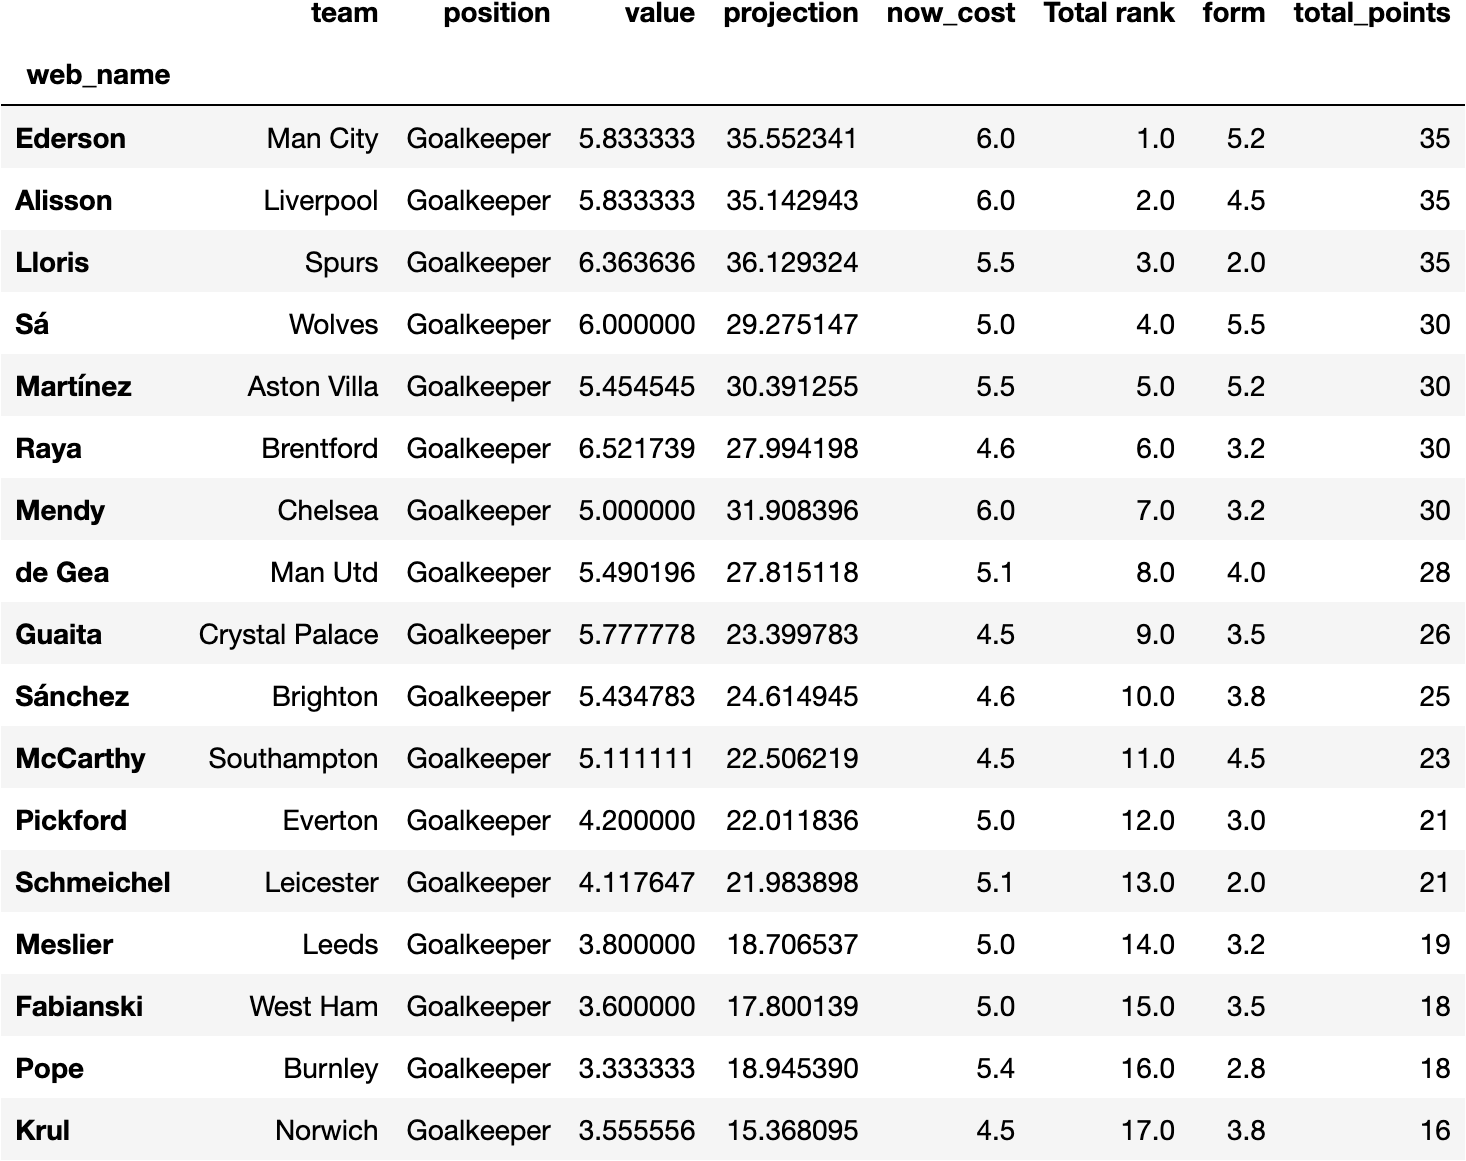 team position value projection now_cost Total rank form total_points
web_name
Ederson Man City Goalkeeper 5.833333 35.552341 6.0 1.0 5.2 35
Alisson Liverpool Goalkeeper 5.833333 35.142943 6.0 2.0 4.5 35
Lloris Spurs Goalkeeper 6.363636 36.129324 5.5 3.0 2.0 35
Sá Wolves Goalkeeper 6.000000 29.275147 5.0 4.0 5.5 30
Martínez Aston Villa Goalkeeper 5.454545 30.391255 5.5 5.0 5.2 30
Raya Brentford Goalkeeper 6.521739 27.994198 4.6 6.0 3.2 30
Mendy Chelsea Goalkeeper 5.000000 31.908396 6.0 7.0 3.2 30
de Gea Man Utd Goalkeeper 5.490196 27.815118 5.1 8.0 4.0 28
Guaita Crystal Palace Goalkeeper 5.777778 23.399783 4.5 9.0 3.5 26
Sánchez Brighton Goalkeeper 5.434783 24.614945 4.6 10.0 3.8 25
McCarthy Southampton Goalkeeper 5.111111 22.506219 4.5 11.0 4.5 23
Pickford Everton Goalkeeper 4.200000 22.011836 5.0 12.0 3.0 21
Schmeichel Leicester Goalkeeper 4.117647 21.983898 5.1 13.0 2.0 21
Meslier Leeds Goalkeeper 3.800000 18.706537 5.0 14.0 3.2 19
Fabianski West Ham Goalkeeper 3.600000 17.800139 5.0 15.0 3.5 18
Pope Burnley Goalkeeper 3.333333 18.945390 5.4 16.0 2.8 18
Krul Norwich Goalkeeper 3.555556 15.368095 4.5 17.0 3.8 16